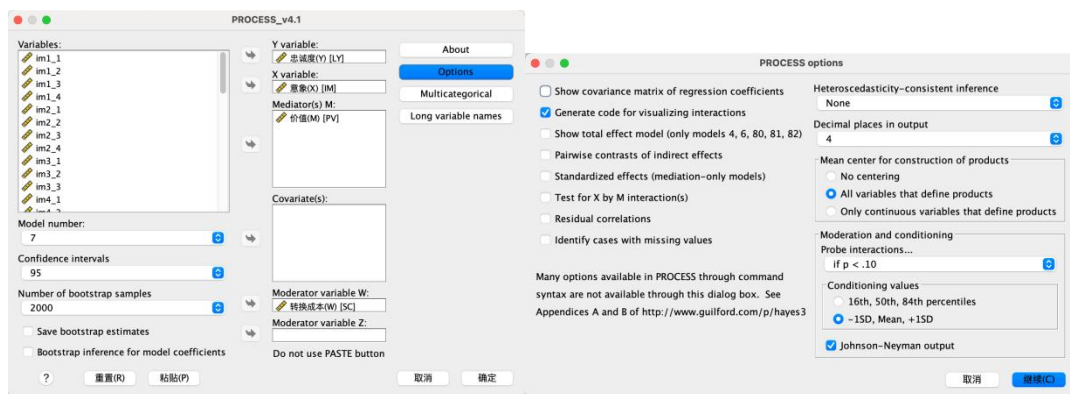 PROCESS_v4.1
Variables:
im1_1
im1_2
im1_3
im1_4
im2_1
im2_2
im2_3
im2_4
im3_1
im3_2
im3_3
im4_1
Model number:
7
Confidence intervals
95
Number of bootstrap samples
2000
Save bootstrap estimates
Bootstrap inference for model coefficients
Y variable:
忠诚度(Y) [LY]
X variable:
意象(X) [IM]
Mediator(s) M:
价值(M) [PV]
Covariate(s):
Moderator variable W:
转换成本(W) [SC]
Moderator variable Z:
Do not use PASTE button
About
Options
Multicategorical
Long variable names
?
重置(R)
粘贴(P)
取消
确定
PROCESS options
Show covariance matrix of regression coefficients
Generate code for visualizing interactions
Show total effect model (only models 4, 6, 80, 81, 82)
Pairwise contrasts of indirect effects
Standardized effects (mediation-only models)
Test for X by M interaction(s)
Residual correlations
Identify cases with missing values
Many options available in PROCESS through command
syntax are not available through this dialog box. See
Appendices A and B of http://www.guilford.com/p/hayes3
Heteroscedasticity-consistent inference
None
Decimal places in output
4
Mean center for construction of products
No centering
All variables that define products
Only continuous variables that define products
Moderation and conditioning
Probe interactions...
if p < .10
Conditioning values
16th, 50th, 84th percentiles
-1SD, Mean, +1SD
Johnson-Neyman output
取消
继续(C)